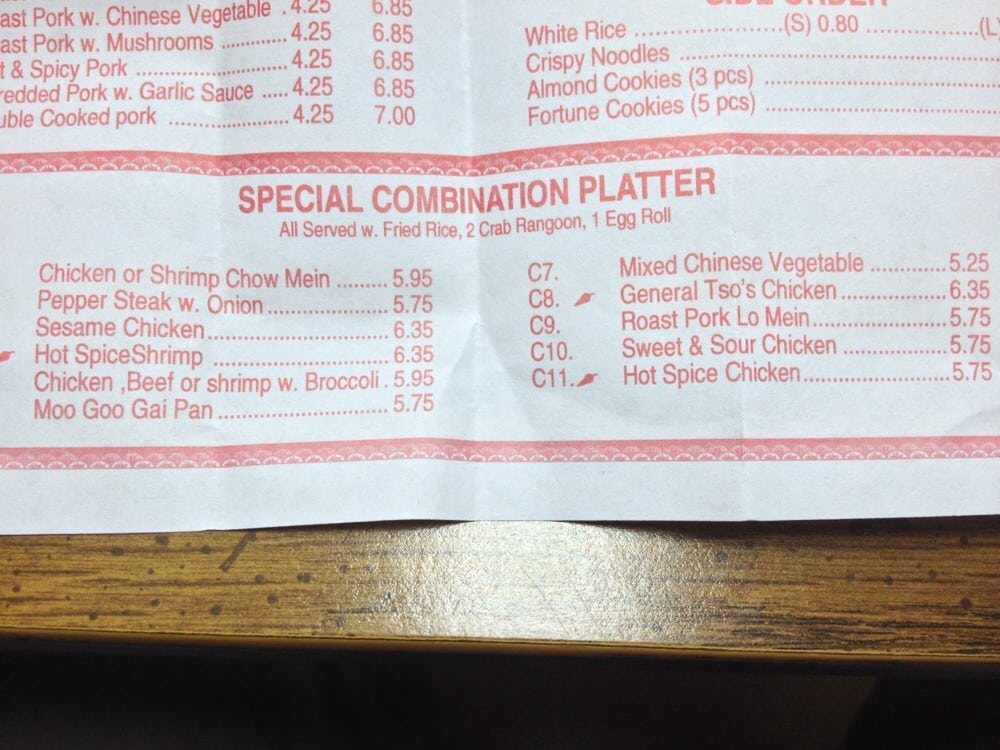 Pork w. Chinese Vegetable . 4.25 6.85
Pork w. Mushrooms ............ 4.25 6.85
& Spicy Pork ....................... 4.25 6.85
Pork w. Garlic Sauce ..... 4.25 6.85
Cooked pork .................. 4.25 7.00
SIDE ORDER
White Rice ......................(S) 0.80 ......................(L)
Crispy Noodles
Almond Cookies (3 pcs)
Fortune Cookies (5 pcs)
SPECIAL COMBINATION PLATTER
All Served w. Fried Rice, 2 Crab Rangoon, 1 Egg Roll
Chicken or Shrimp Chow Mein ......... 5.95
Pepper Steak w. Onion ...................... 5.75
Sesame Chicken ................................ 6.35
Hot SpiceShrimp ................................ 6.35
Chicken ,Beef or shrimp w. Broccoli . 5.95
Moo Goo Gai Pan .............................. 5.75
C7. Mixed Chinese Vegetable ............. 5.25
C8. General Tso's Chicken .................. 6.35
C9. Roast Pork Lo Mein ....................... 5.75
C10. Sweet & Sour Chicken .................. 5.75
C11. Hot Spice Chicken ......................... 5.75